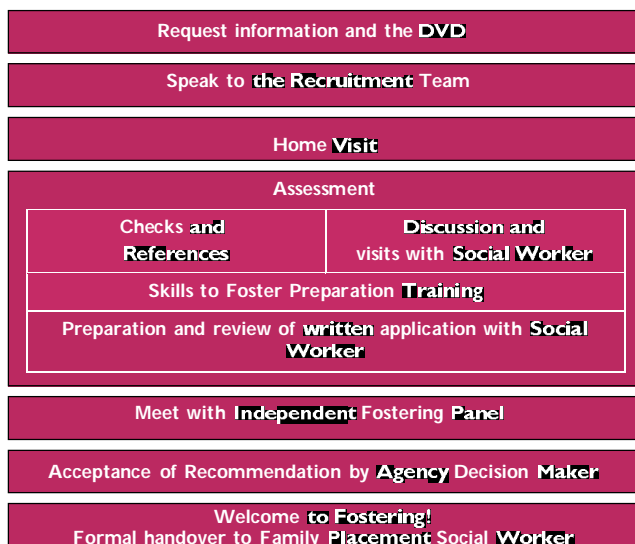 Request information and the DVD
Speak to the Recruitment Team
Home Visit
Assessment
Checks and
References
Discussion and
visits with Social Worker
Skills to Foster Preparation Training
Preparation and review of written application with Social
Worker
Meet with Independent Fostering Panel
Acceptance of Recommendation by Agency Decision Maker
Welcome to Fostering!
Formal handover to Family Placement Social Worker